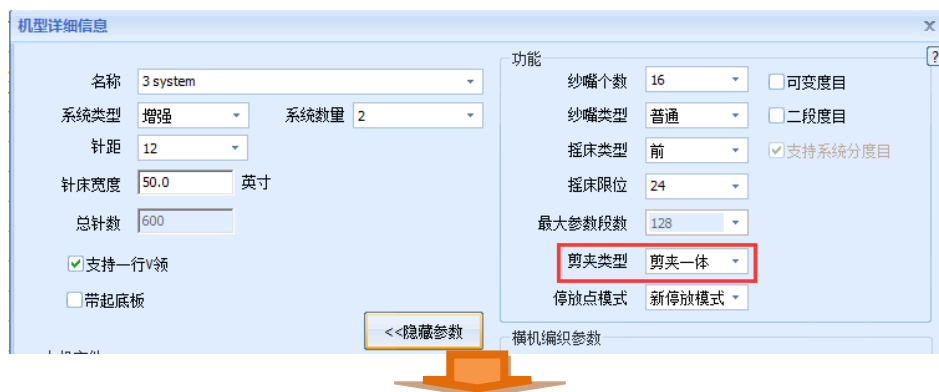 机型详细信息
名称 3 system
系统类型 增强 系统数量 2
针距 12
针床宽度 50.0 英寸
总针数 600
支持一行V领
带起底板
<<隐藏参数
功能
?
纱嘴个数 16 可变度目
纱嘴类型 普通 二段度目
摇床类型 前 支持系统分度目
摇床限位 24
最大参数段数 128
剪夹类型 剪夹一体
停放点模式 新停放模式
横机编织参数